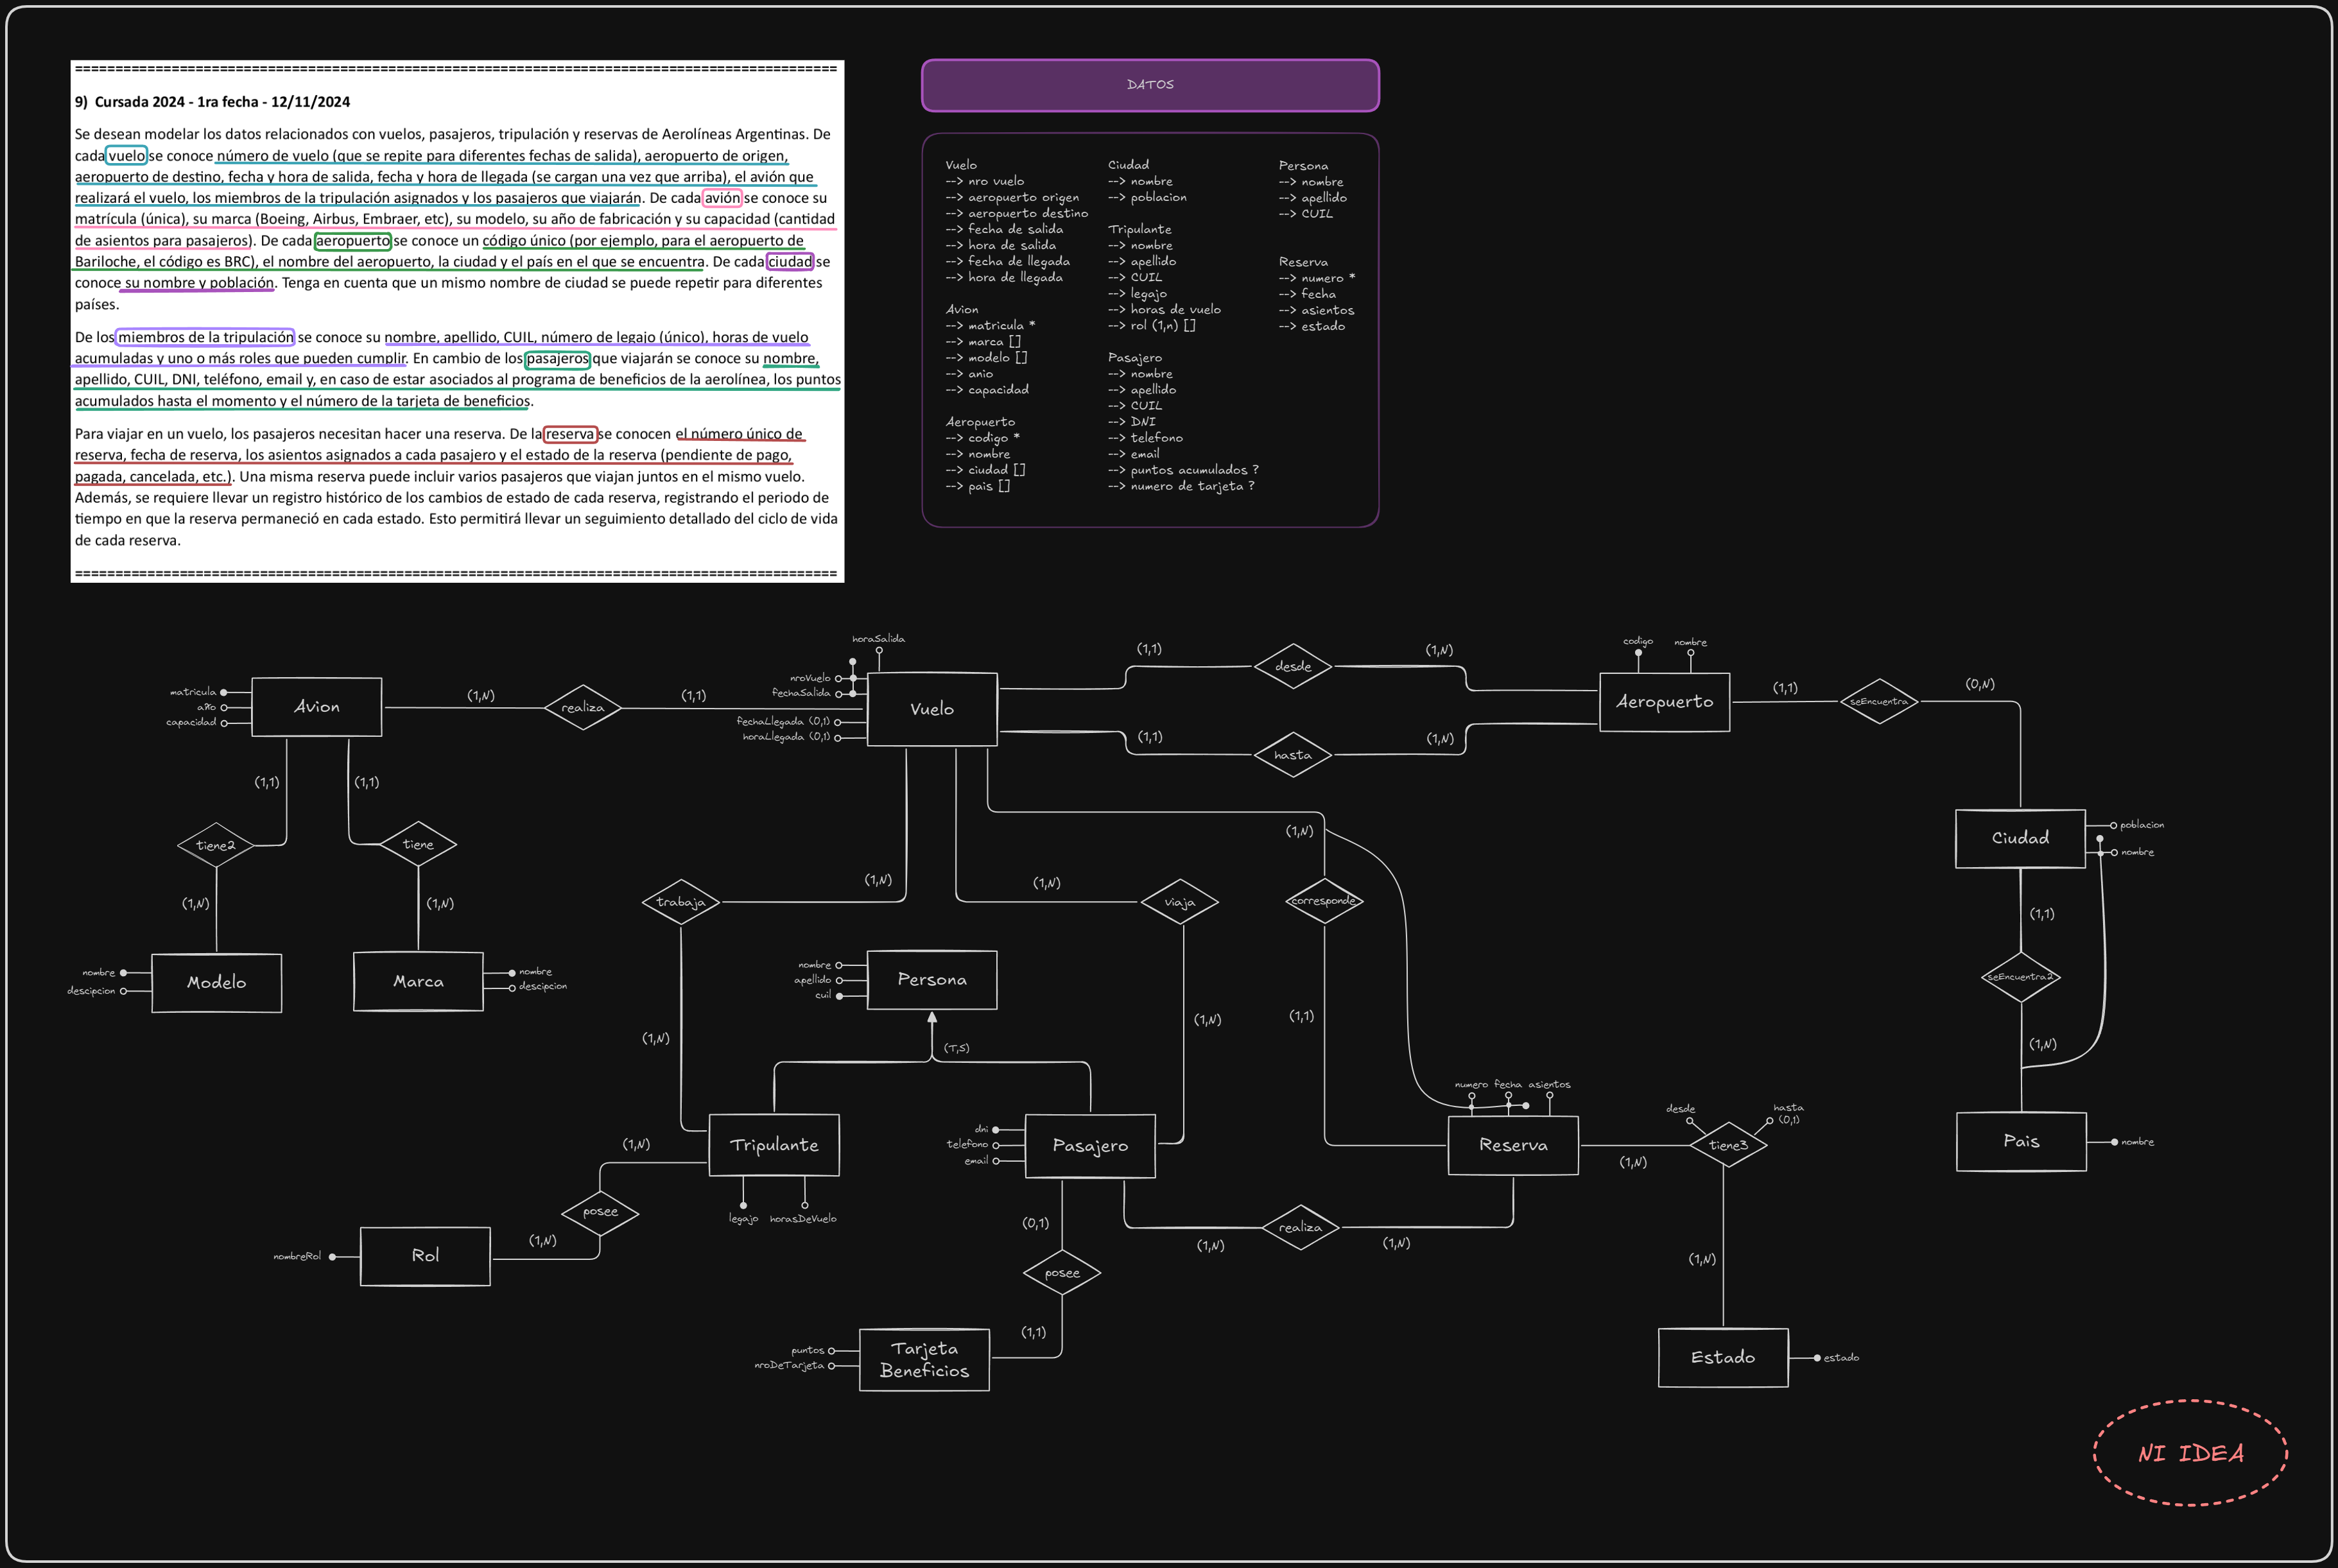 ==============================================================================================
9) Cursada 2024 - 1ra fecha - 12/11/2024
Se desean modelar los datos relacionados con vuelos, pasajeros, tripulación y reservas de Aerolíneas Argentinas. De
cada vuelo se conoce número de vuelo (que se repite para diferentes fechas de salida), aeropuerto de origen,
aeropuerto de destino, fecha y hora de salida, fecha y hora de llegada (se cargan una vez que arriba), el avión que
realizará el vuelo, los miembros de la tripulación asignados y los pasajeros que viajarán. De cada avión se conoce su
matrícula (única), su marca (Boeing, Airbus, Embraer, etc), su modelo, su año de fabricación y su capacidad (cantidad
de asientos para pasajeros). De cada aeropuerto se conoce un código único (por ejemplo, para el aeropuerto de
Bariloche, el código es BRC), el nombre del aeropuerto, la ciudad y el país en el que se encuentra. De cada ciudad se
conoce su nombre y población. Tenga en cuenta que un mismo nombre de ciudad se puede repetir para diferentes
países.
De los miembros de la tripulación se conoce su nombre, apellido, CUIL, número de legajo (único), horas de vuelo
acumuladas y uno o más roles que pueden cumplir. En cambio de los pasajeros que viajarán se conoce su nombre,
apellido, CUIL, DNI, teléfono, email y, en caso de estar asociados al programa de beneficios de la aerolínea, los puntos
acumulados hasta el momento y el número de la tarjeta de beneficios.
Para viajar en un vuelo, los pasajeros necesitan hacer una reserva. De la reserva se conocen el número único de
reserva, fecha de reserva, los asientos asignados a cada pasajero y el estado de la reserva (pendiente de pago,
pagada, cancelada, etc.). Una misma reserva puede incluir varios pasajeros que viajan juntos en el mismo vuelo.
Además, se requiere llevar un registro histórico de los cambios de estado de cada reserva, registrando el periodo de
tiempo en que la reserva permaneció en cada estado. Esto permitirá llevar un seguimiento detallado del ciclo de vida
de cada reserva.
==============================================================================================
DATOS
Vuelo
--> nro vuelo
--> aeropuerto origen
--> aeropuerto destino
--> fecha de salida
--> hora de salida
--> fecha de llegada
--> hora de llegada
Avion
--> matricula *
--> marca []
--> modelo []
--> anio
--> capacidad
Aeropuerto
--> codigo *
--> nombre
--> ciudad []
--> pais []
Ciudad
--> nombre
--> poblacion
Tripulante
--> nombre
--> apellido
--> CUIL
--> legajo
--> horas de vuelo
--> rol (1,n) []
Pasajero
--> nombre
--> apellido
--> CUIL
--> DNI
--> telefono
--> email
--> puntos acumulados ?
--> numero de tarjeta ?
Persona
--> nombre
--> apellido
--> CUIL
Reserva
--> numero *
--> fecha
--> asientos
--> estado
matricula
año
capacidad
Avion
(1,N)
realiza
(1,1)
horaSalida
nroVuelo
fechaSalida
fechaLlegada (0,1)
horaLlegada (0,1)
Vuelo
(1,1)
desde
(1,N)
(1,1)
hasta
(1,N)
codigo
nombre
Aeropuerto
(1,1)
seEncuentra
(0,N)
(1,1)
(1,1)
tiene2
tiene
(1,N)
(1,N)
nombre
descipcion
Modelo
Marca
nombre
descipcion
(1,N)
trabaja
(1,N)
(1,N)
viaja
(1,N)
(1,N)
corresponde
(1,1)
Ciudad
poblacion
nombre
(1,1)
seEncuentra2
(1,N)
Pais
nombre
nombre
apellido
cuil
Persona
(T,S)
Tripulante
legajo
horasDeVuelo
(1,N)
posee
(1,N)
nombreRol
Rol
dni
telefono
email
Pasajero
(0,1)
posee
(1,1)
puntos
nroDeTarjeta
Tarjeta
Beneficios
(1,N)
realiza
(1,N)
numero fecha asientos
Reserva
(1,N)
desde
hasta
(0,1)
tiene3
(1,N)
Estado
estado
NI IDEA